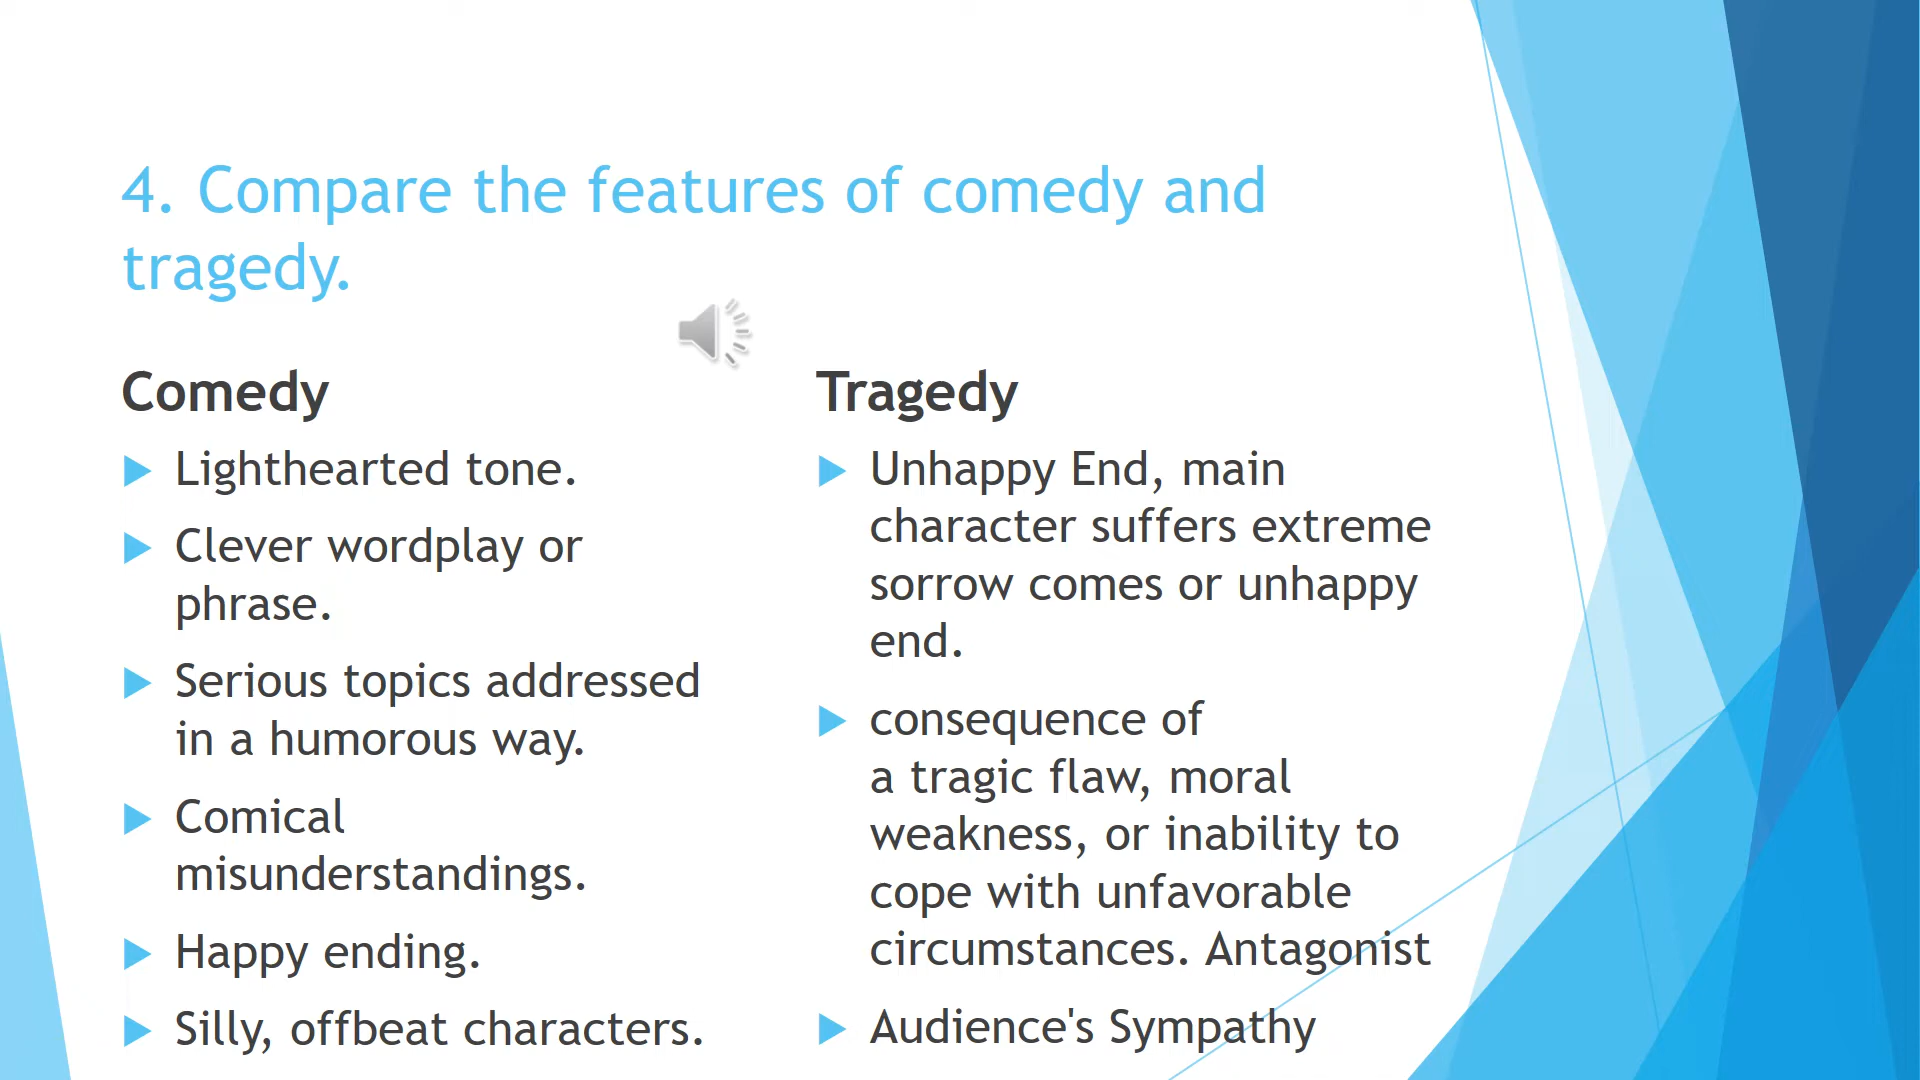 4. Compare the features of comedy and
tragedy.
Comedy
Lighthearted tone.
Clever wordplay or
phrase.
Serious topics addressed
in a humorous way.
Comical
misunderstandings.
Happy ending.
Silly, offbeat characters.
Tragedy
Unhappy End, main
character suffers extreme
sorrow comes or unhappy
end.
consequence of
a tragic flaw, moral
weakness, or inability to
cope with unfavorable
circumstances. Antagonist
Audience's Sympathy